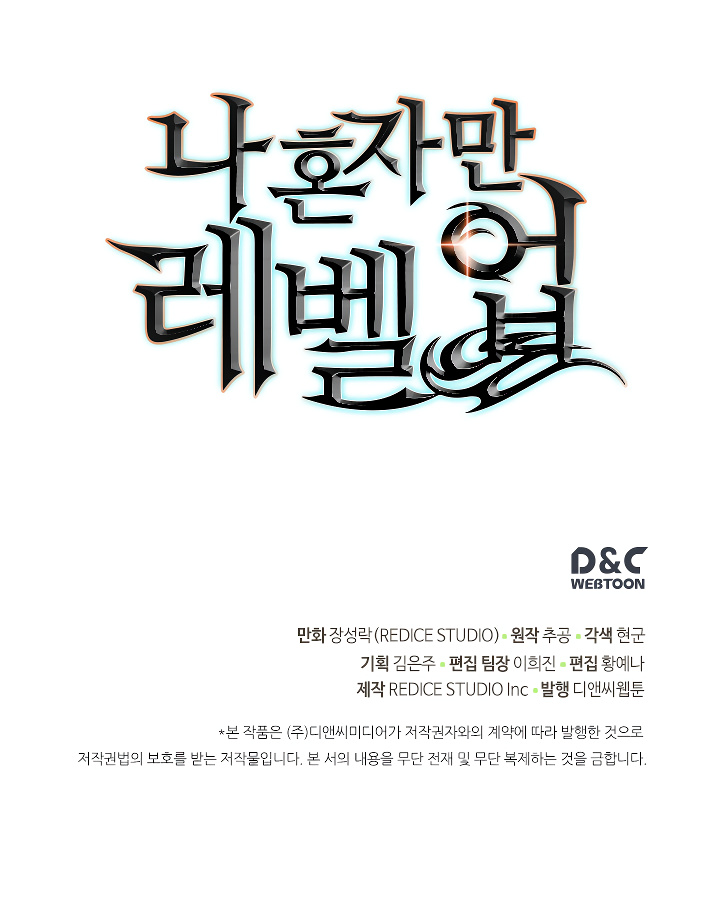 나 혼자만
레벨업
D&C
WEBTOON
만화 장성락(REDICE STUDIO) • 원작 추공 • 각색 현군
기획 김은주 • 편집 팀장 이희진 • 편집 황예나
제작 REDICE STUDIO Inc • 발행 디앤씨웹툰
*본 작품은 (주)디앤씨미디어가 저작권자와의 계약에 따라 발행한 것으로
저작권법의 보호를 받는 저작물입니다. 본 서의 내용을 무단 전재 및 무단 복제하는 것을 금합니다.